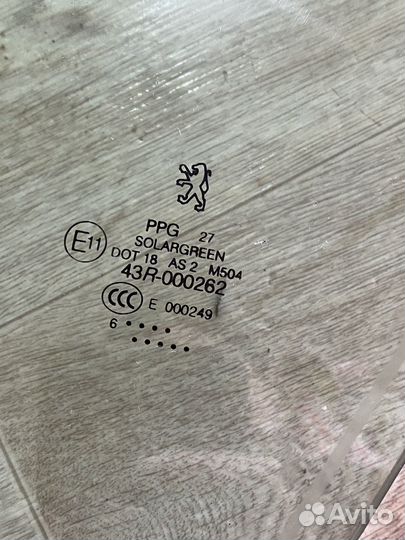 PPG 27
SOLARGREEN
E11 DOT 18 AS 2 M504
43R-000262
CCC E 000249
6 • • • •
• • • • •
Avito